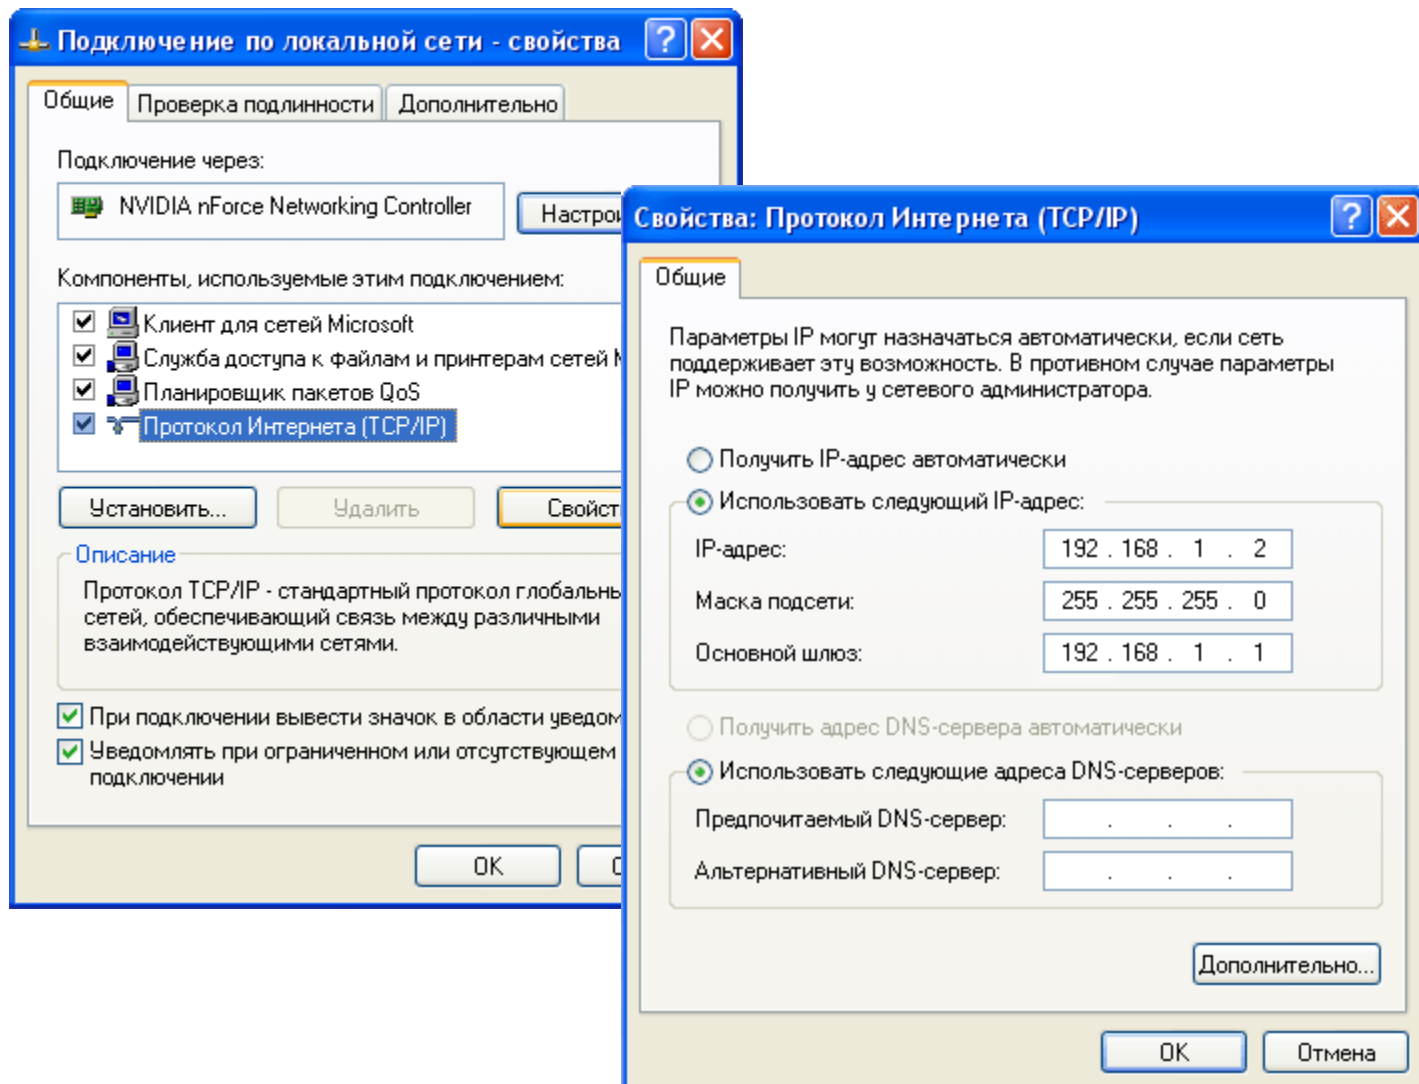 Подключение по локальной сети - свойства
Общие
Проверка подлинности
Дополнительно
Подключение через:
NVIDIA nForce Networking Controller
Настрои
Компоненты, используемые этим подключением:
Клиент для сетей Microsoft
Служба доступа к файлам и принтерам сетей
Планировщик пакетов QoS
Протокол Интернета (TCP/IP)
Установить...
Удалить
Свойст
Описание
Протокол TCP/IP - стандартный протокол глобальны
сетей, обеспечивающий связь между различными
взаимодействующими сетями.
При подключении вывести значок в области уведом
Уведомлять при ограниченном или отсутствующем
подключении
OK
Свойства: Протокол Интернета (TCP/IP)
Общие
Параметры IP могут назначаться автоматически, если сеть
поддерживает эту возможность. В противном случае параметры
IP можно получить у сетевого администратора.
Получить IP-адрес автоматически
Использовать следующий IP-адрес:
IP-адрес:
192 . 168 . 1 . 2
Маска подсети:
255 . 255 . 255 . 0
Основной шлюз:
192 . 168 . 1 . 1
Получить адрес DNS-сервера автоматически
Использовать следующие адреса DNS-серверов:
Предпочитаемый DNS-сервер:
. . .
Альтернативный DNS-сервер:
. . .
Дополнительно...
OK
Отмена